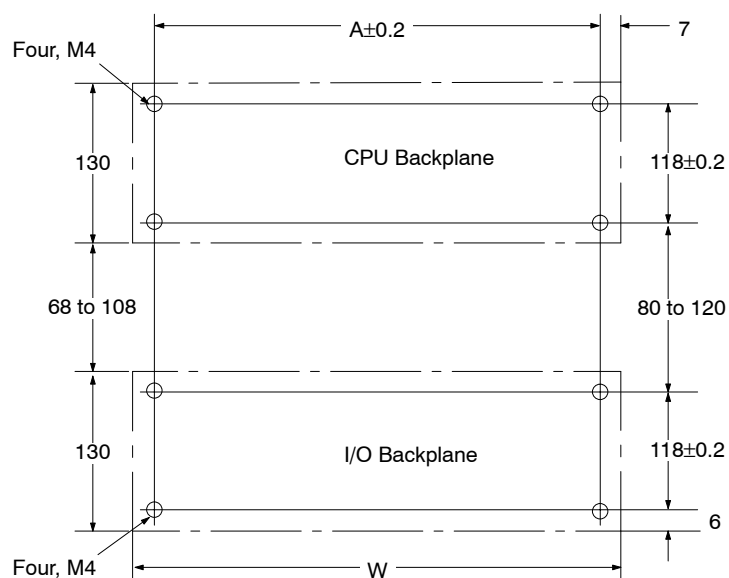 A±0.2
7
Four, M4
130
CPU Backplane
118±0.2
68 to 108
80 to 120
130
I/O Backplane
118±0.2
6
Four, M4
W